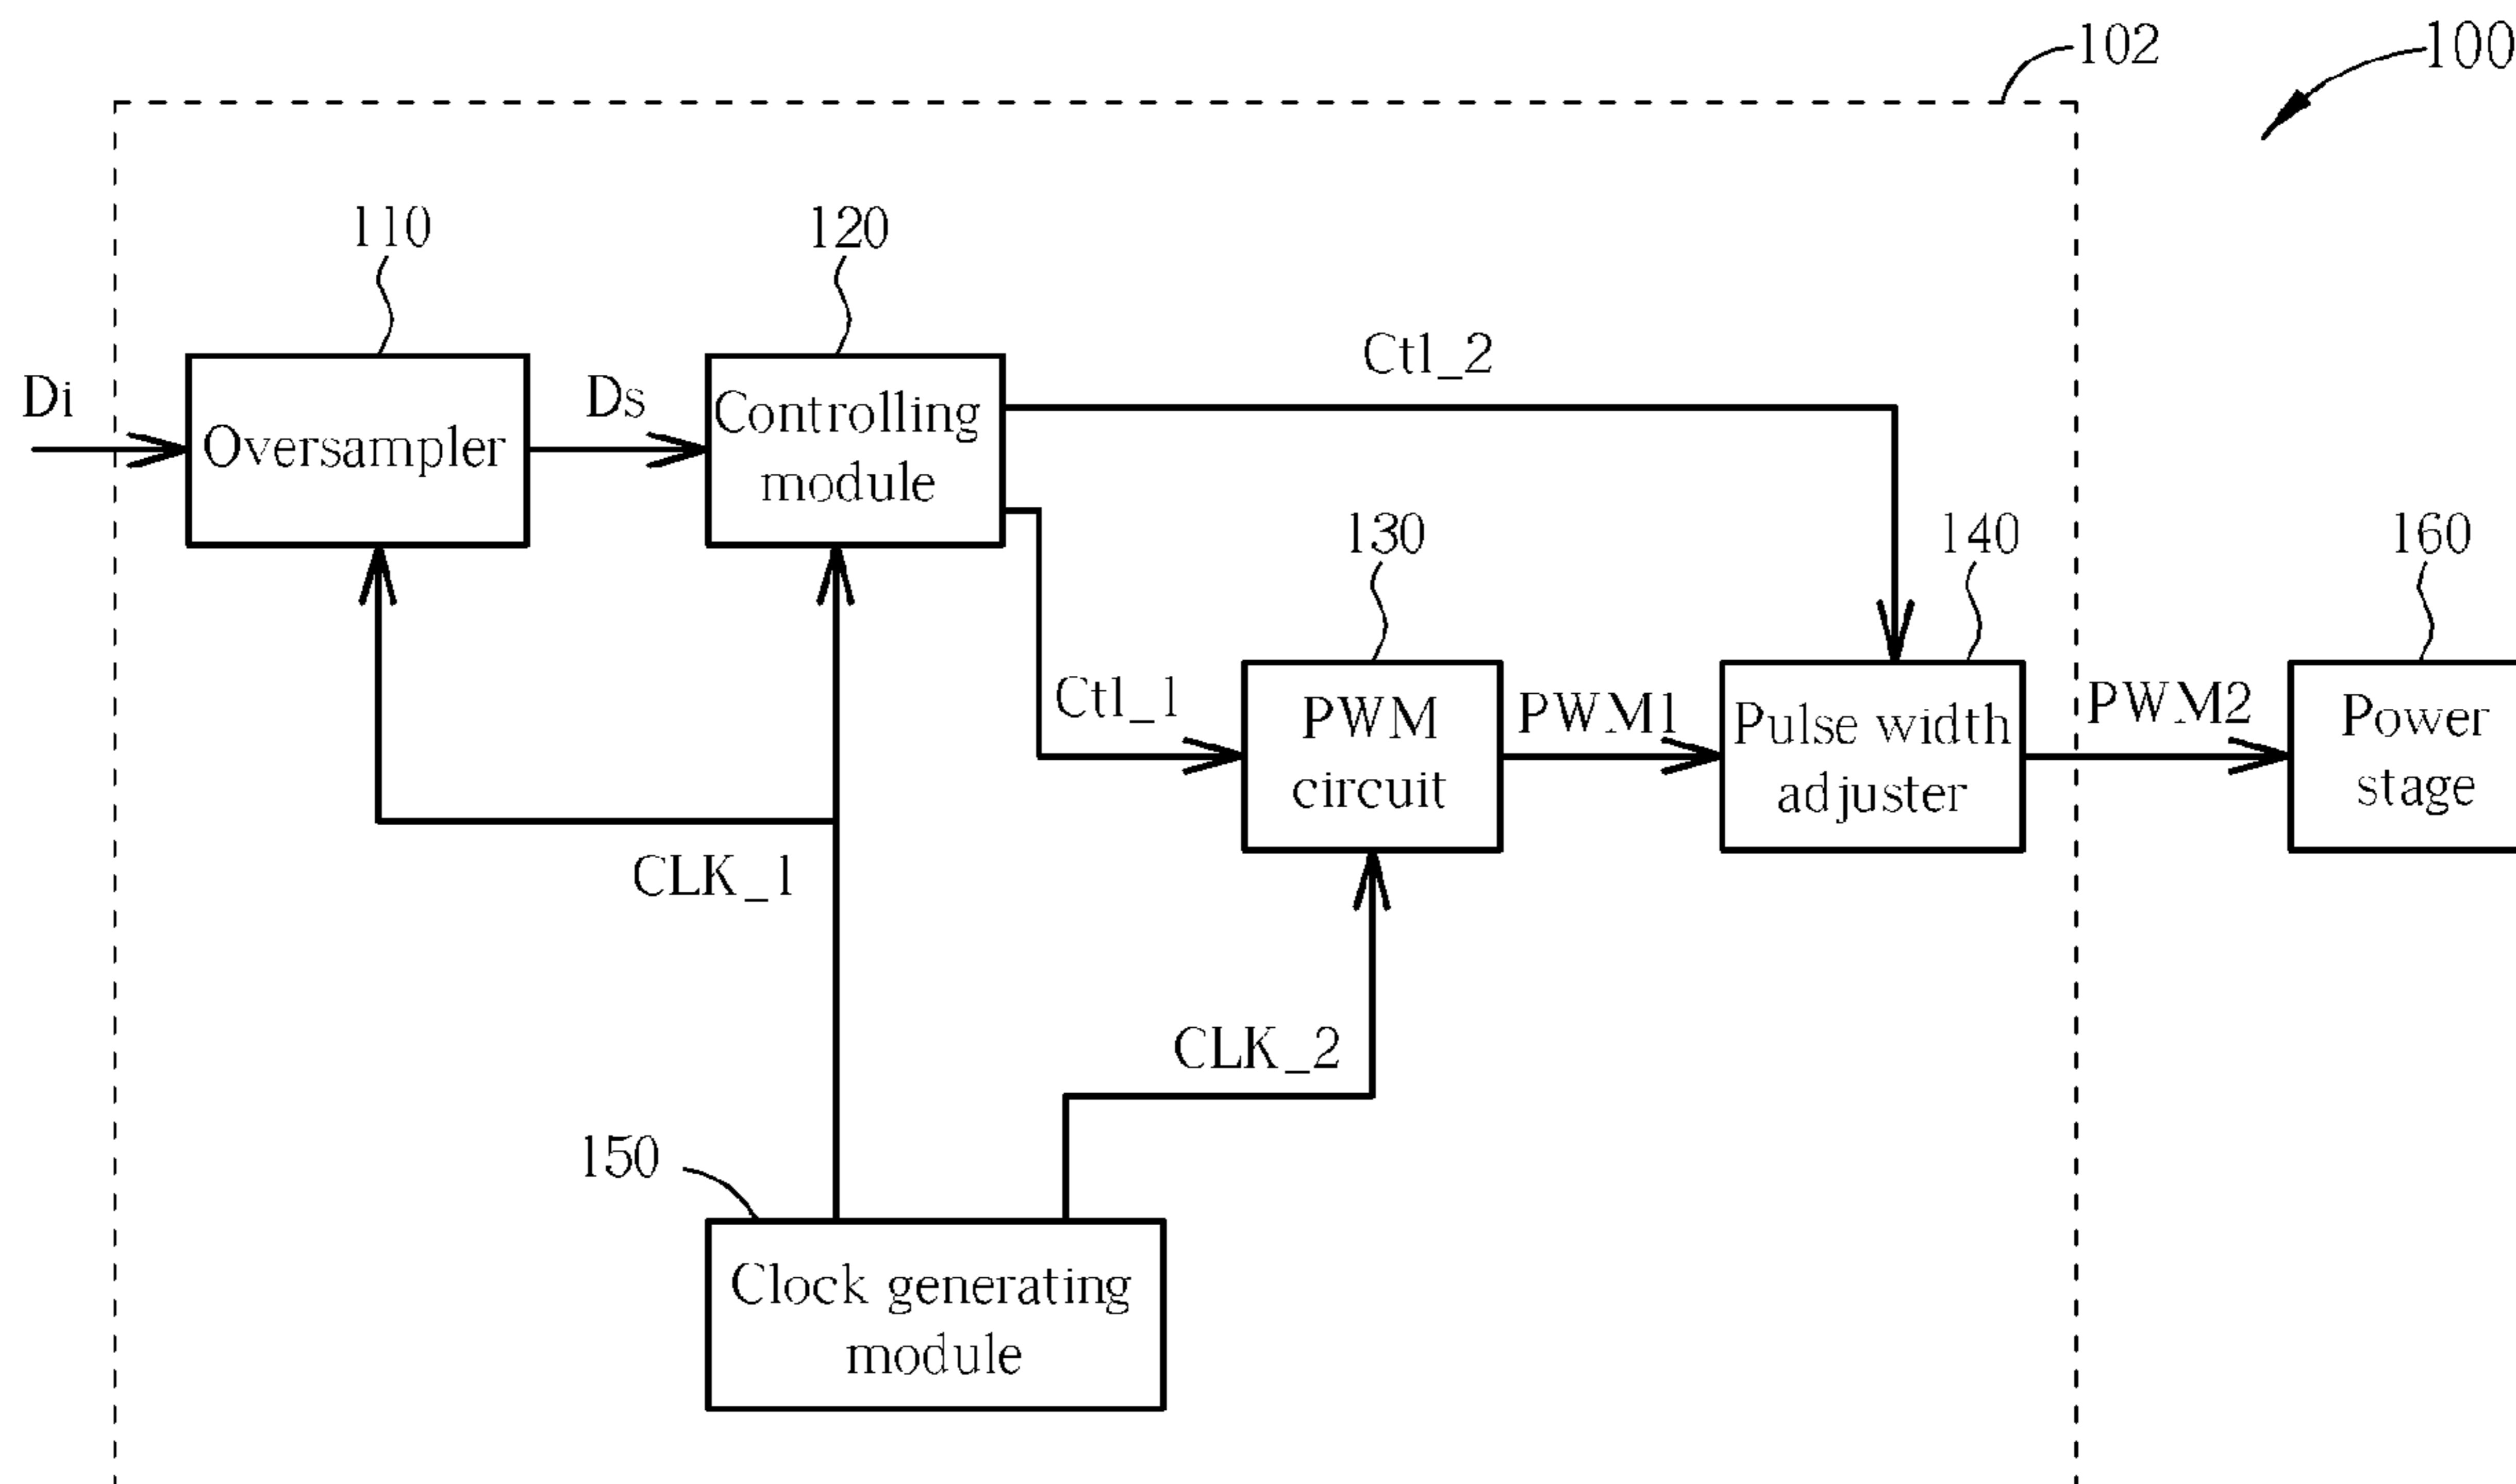 102
100
110
120
Ctl_2
Di
Ds
Oversampler
Controlling
module
130
140
160
Ctl_1
PWM
circuit
PWM1
Pulse width
adjuster
PWM2
Power
stage
CLK_1
CLK_2
150
Clock generating
module